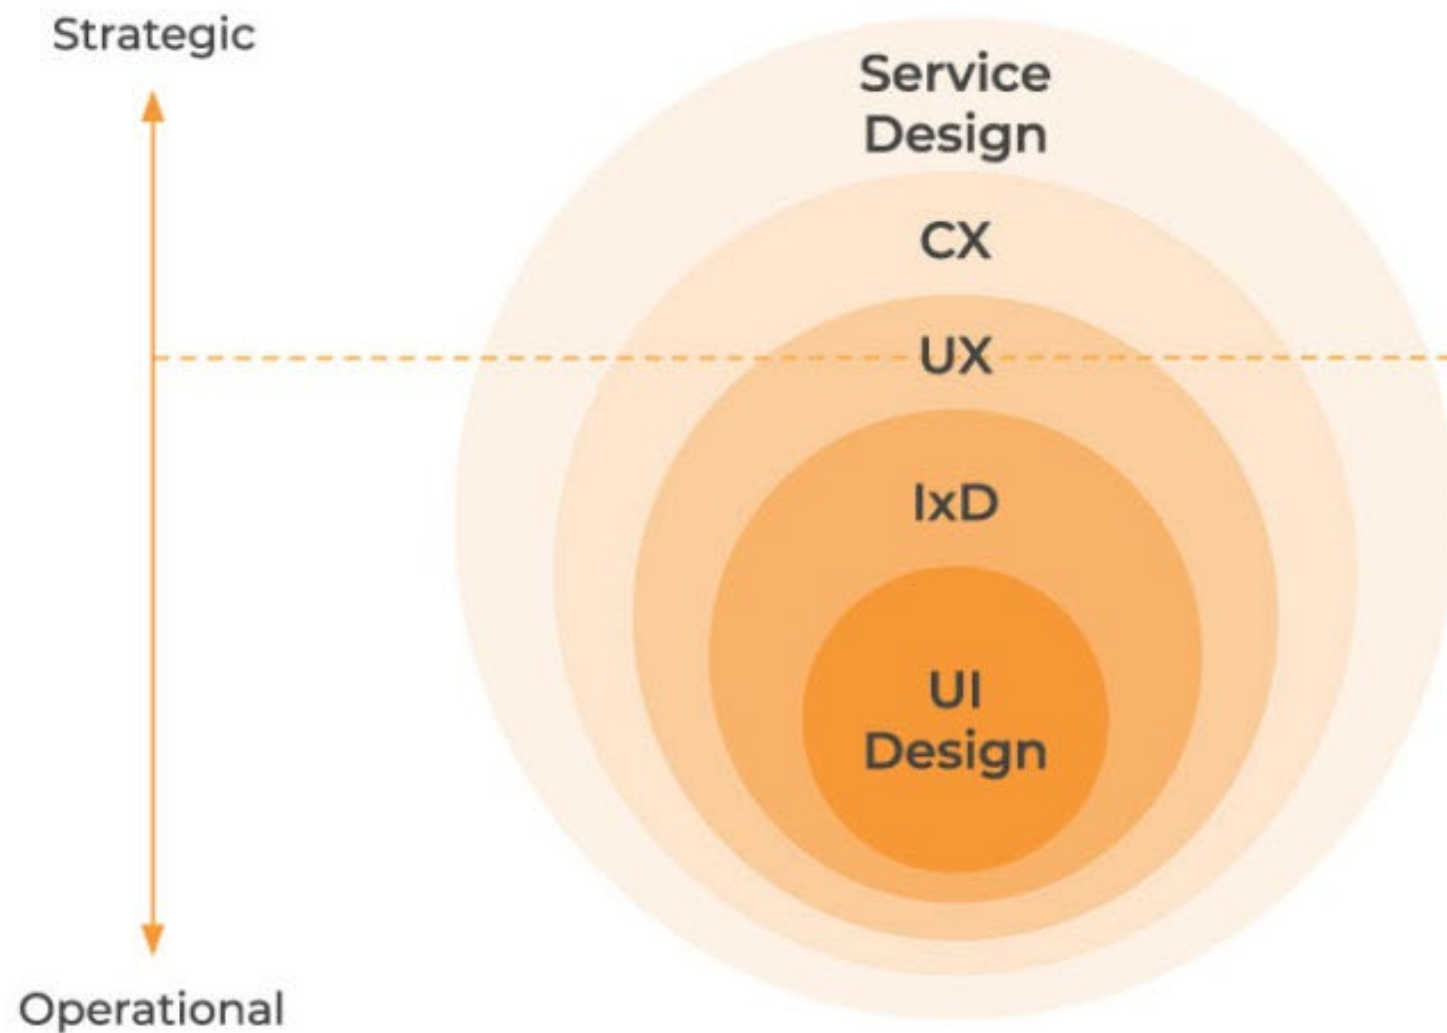 Strategic
Service
Design
CX
UX
IxD
UI
Design
Operational